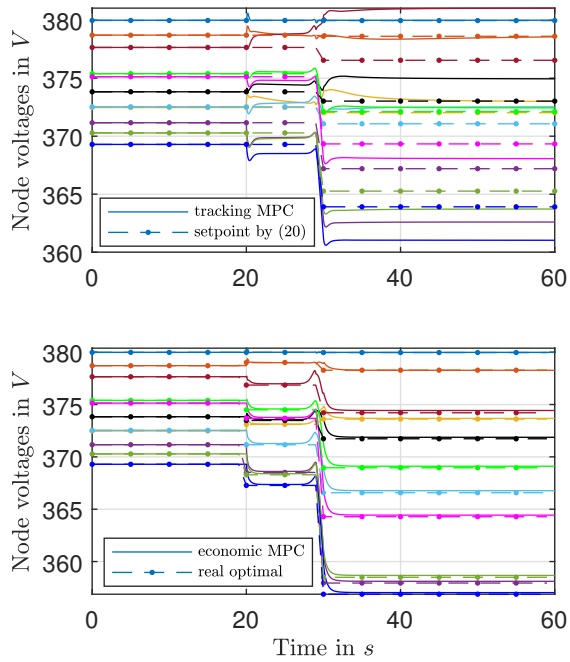 380
375
370
365
360
Node voltages in V
tracking MPC
setpoint by (20)
0
20
40
60
380
375
370
365
360
Node voltages in V
economic MPC
real optimal
0
20
40
60
Time in s